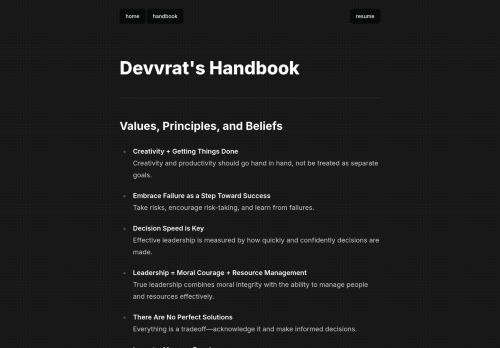 home
handbook
resume
Devvrat's Handbook
Values, Principles, and Beliefs
Creativity + Getting Things Done
Creativity and productivity should go hand in hand, not be treated as separate
goals.
Embrace Failure as a Step Toward Success
Take risks, encourage risk-taking, and learn from failures.
Decision Speed is Key
Effective leadership is measured by how quickly and confidently decisions are
made.
Leadership = Moral Courage + Resource Management
True leadership combines moral integrity with the ability to manage people
and resources effectively.
There Are No Perfect Solutions
Everything is a tradeoff—acknowledge it and make informed decisions.